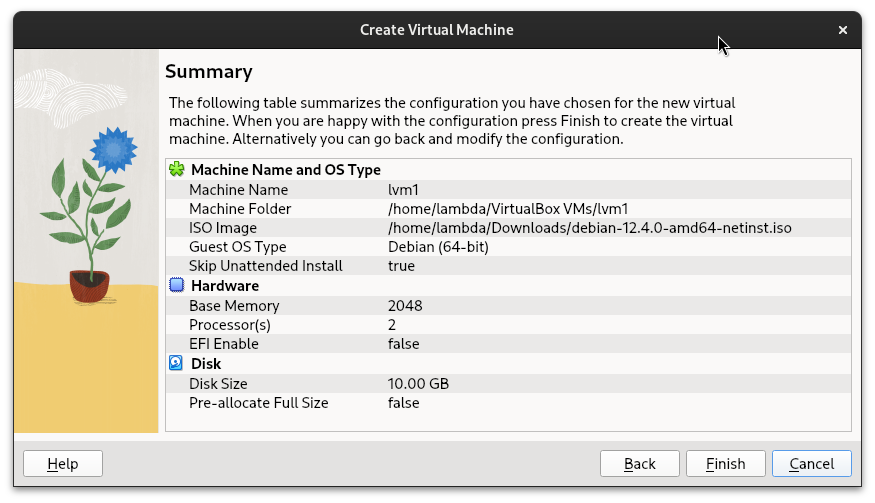 Create Virtual Machine
Summary
The following table summarizes the configuration you have chosen for the new virtual
machine. When you are happy with the configuration press Finish to create the virtual
machine. Alternatively you can go back and modify the configuration.
Machine Name and OS Type
Machine Name lvm1
Machine Folder /home/lambda/VirtualBox VMs/lvm1
ISO Image /home/lambda/Downloads/debian-12.4.0-amd64-netinst.iso
Guest OS Type Debian (64-bit)
Skip Unattended Install true
Hardware
Base Memory 2048
Processor(s) 2
EFI Enable false
Disk
Disk Size 10.00 GB
Pre-allocate Full Size false
Help Back Finish Cancel